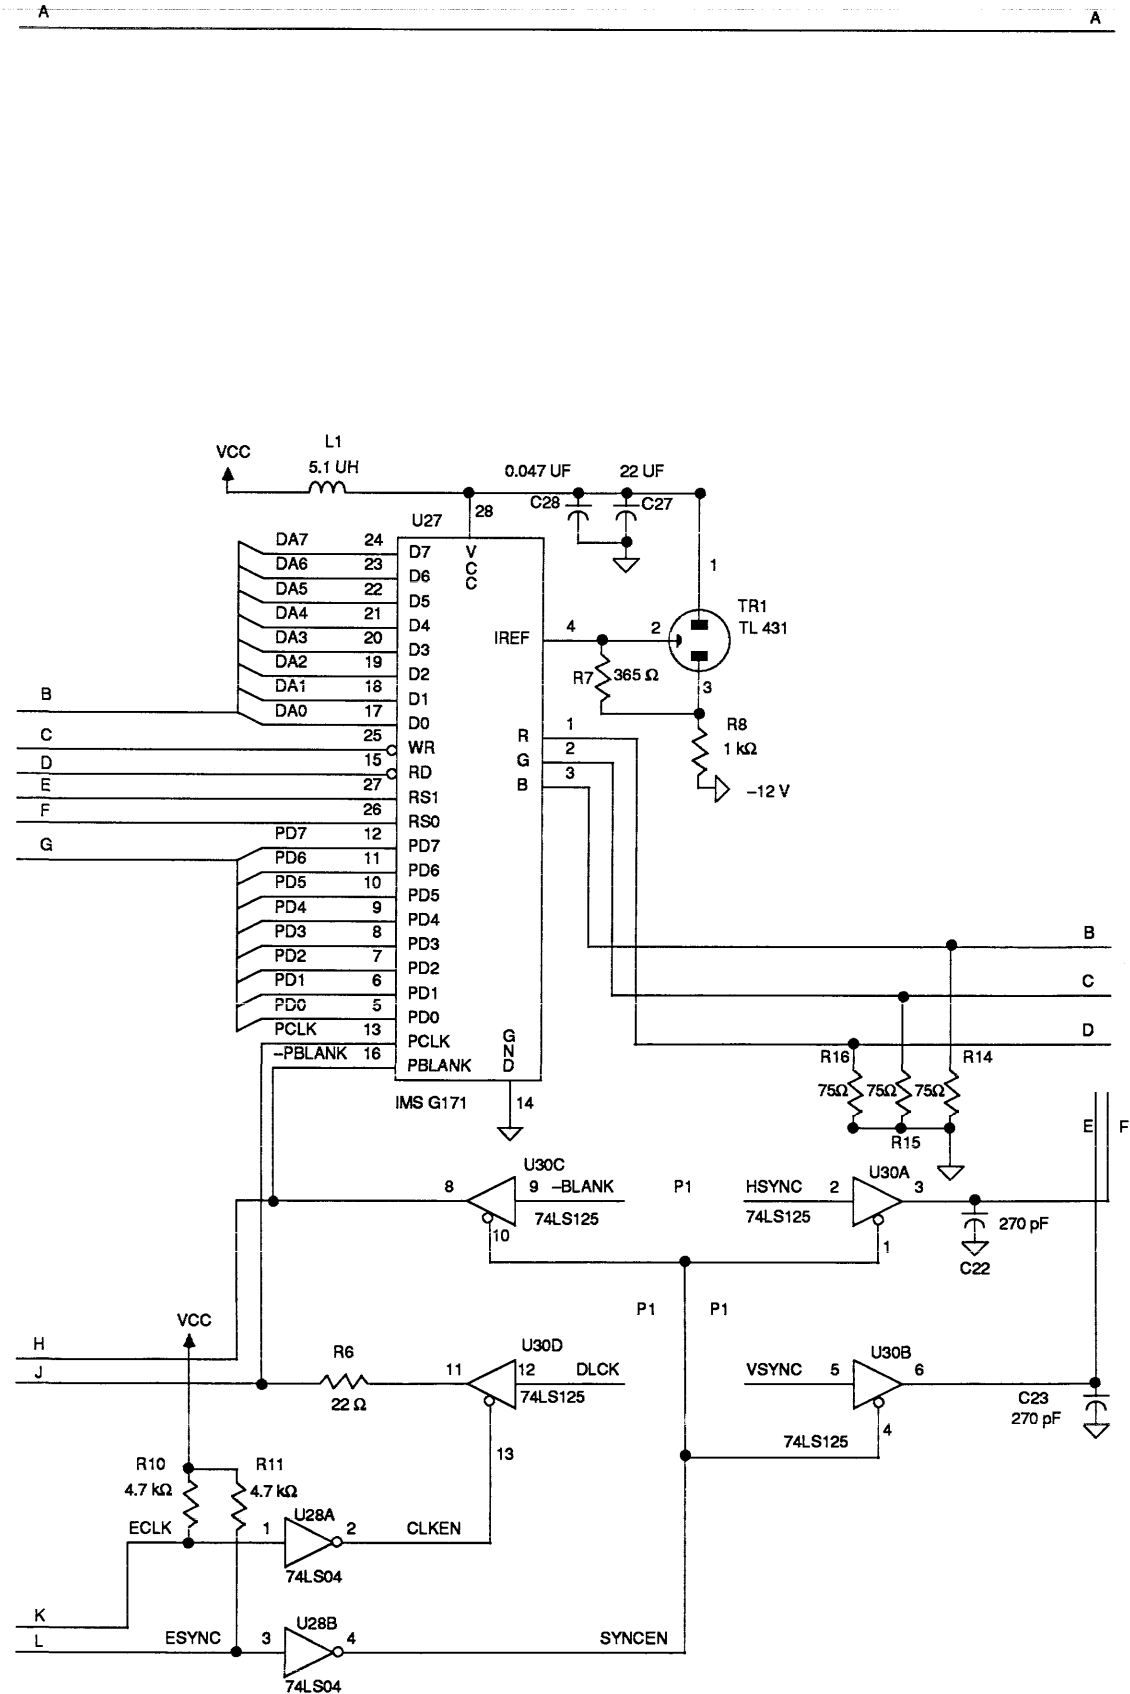 A A
L1
VCC
5.1 UH
0.047 UF 22 UF
C28 C27
28
U27
DA7 24 D7
V
C
C
DA6 23 D6
DA5 22 D5
DA4 21 D4
DA3 20 D3
DA2 19 D2
DA1 18 D1
DA0 17 D0
1
TR1
TL 431
IREF 4 2
R7 365 Ω
3
R8
1 kΩ
–12 V
B
C 25 WR
D 15 RD
E 27 RS1
F 26 RS0
G
R 1
G 2
B 3
PD7 12 PD7
PD6 11 PD6
PD5 10 PD5
PD4 9 PD4
PD3 8 PD3
PD2 7 PD2
PD1 6 PD1
PD0 5 PD0
PCLK 13 PCLK
–PBLANK 16 PBLANK
G
N
D
IMS G171 14
B
C
D
R16 R14
75Ω 75Ω 75Ω
R15
E F
U30C
8 9 –BLANK
74LS125
10
P1
U30A
HSYNC 2 3
74LS125
1
270 pF
C22
P1 P1
VCC
H
J
R6
22 Ω
U30D
11 12 DLCK
74LS125
13
U30B
VSYNC 5 6
4
74LS125
C23
270 pF
R10 R11
4.7 kΩ 4.7 kΩ
U28A
ECLK 1 2 CLKEN
74LS04
K
L
U28B
ESYNC 3 4 SYNCEN
74LS04